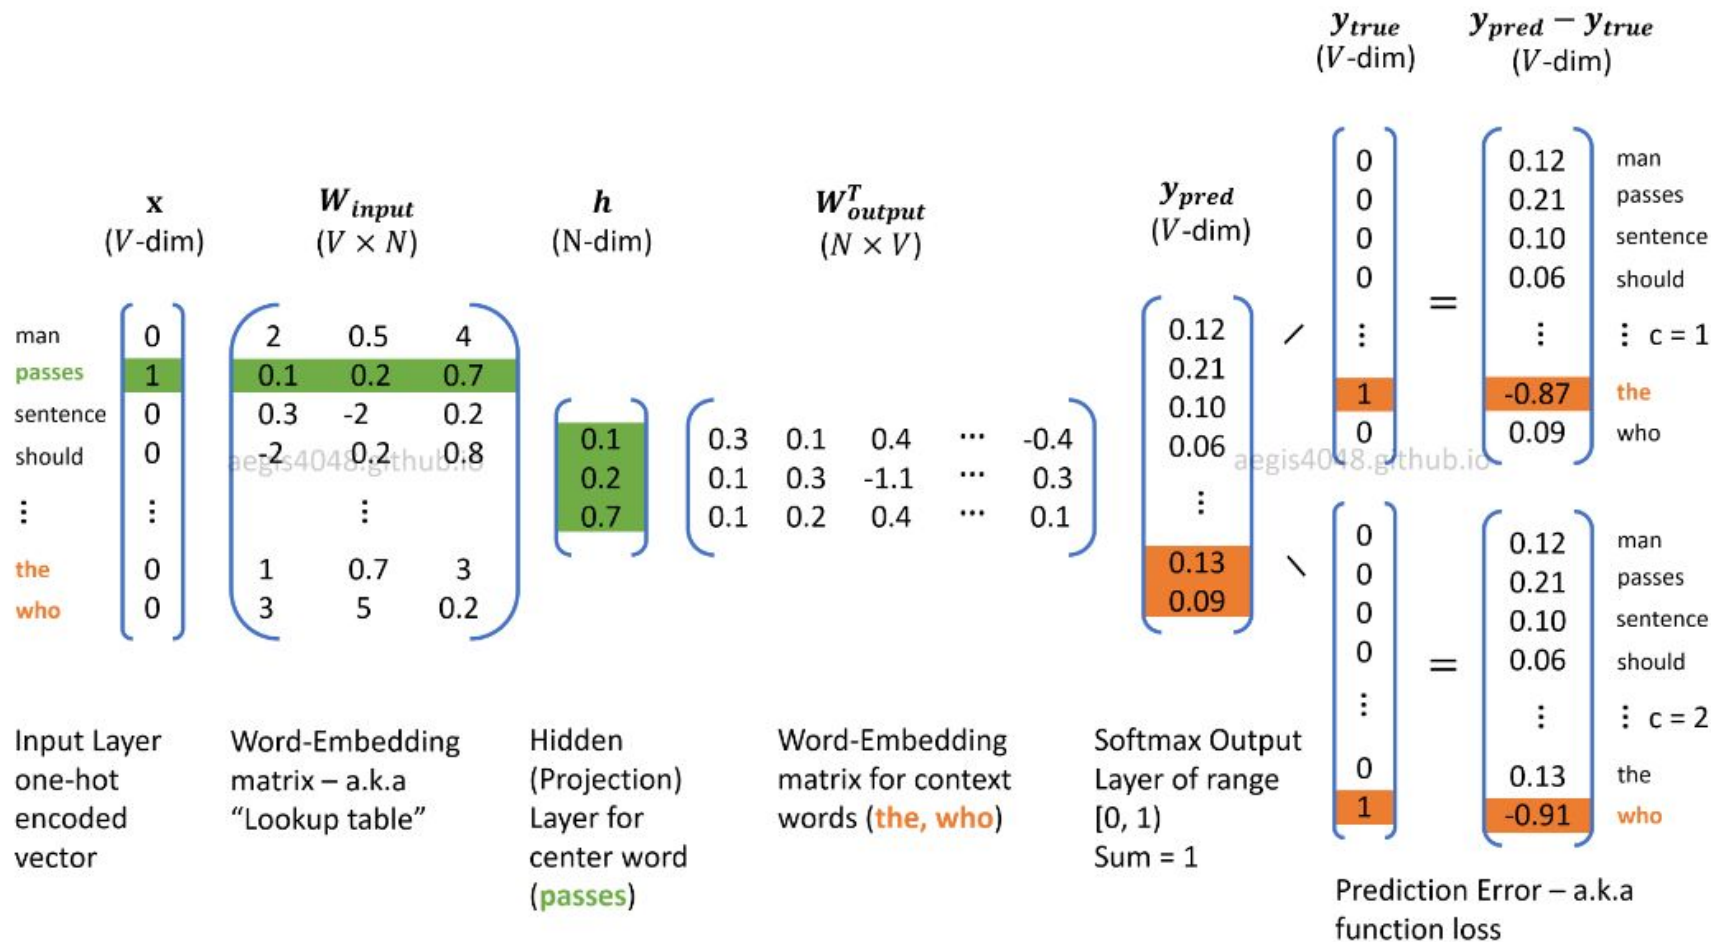 y_true
(V-dim)
y_pred − y_true
(V-dim)
x
(V-dim)
W_input
(V × N)
h
(N-dim)
W^T_output
(N × V)
y_pred
(V-dim)
man
passes
sentence
should
⋮
the
who
0
1
0
0
⋮
0
0
2 0.5 4
0.1 0.2 0.7
0.3 -2 0.2
-2 0.2 0.8
aegis4048.github.io
⋮
1 0.7 3
3 5 0.2
0.1
0.2
0.7
0.3 0.1 0.4 ⋯ -0.4
0.1 0.3 -1.1 ⋯ 0.3
0.1 0.2 0.4 ⋯ 0.1
0.12
0.21
0.10
0.06
⋮
0.13
0.09
/
\
0
0
0
0
⋮
1
0
=
0.12 man
0.21 passes
0.10 sentence
0.06 should
⋮ ⋮ c = 1
-0.87 the
0.09 who
aegis4048.github.io
0
0
0
0
⋮
0
1
=
0.12 man
0.21 passes
0.10 sentence
0.06 should
⋮ ⋮ c = 2
0.13 the
-0.91 who
Input Layer
one-hot
encoded
vector
Word-Embedding
matrix – a.k.a
“Lookup table”
Hidden
(Projection)
Layer for
center word
(passes)
Word-Embedding
matrix for context
words (the, who)
Softmax Output
Layer of range
[0, 1)
Sum = 1
Prediction Error – a.k.a
function loss